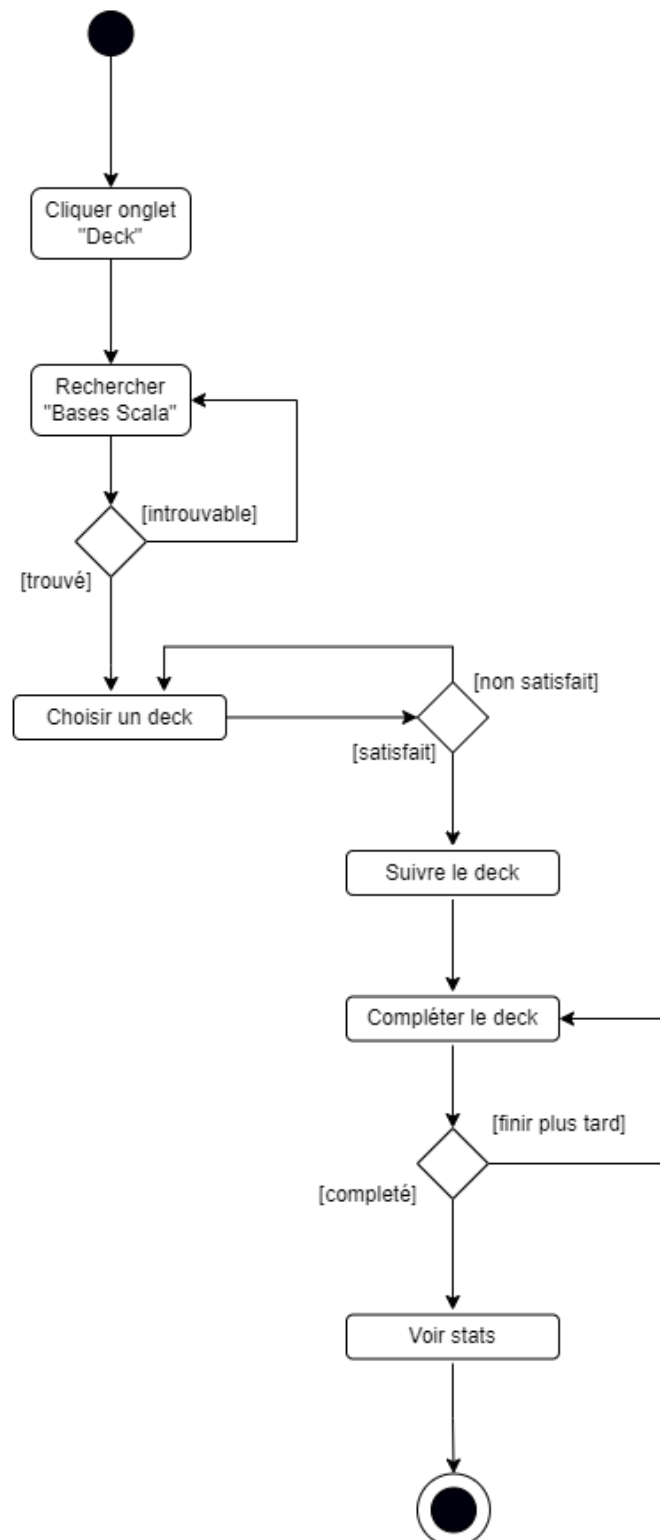 Cliquer onglet
"Deck"
Rechercher
"Bases Scala"
[introuvable]
[trouvé]
[non satisfait]
Choisir un deck
[satisfait]
Suivre le deck
Compléter le deck
[finir plus tard]
[completé]
Voir stats